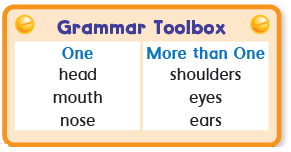 Grammar Toolbox
One More than One
head shoulders
mouth eyes
nose ears